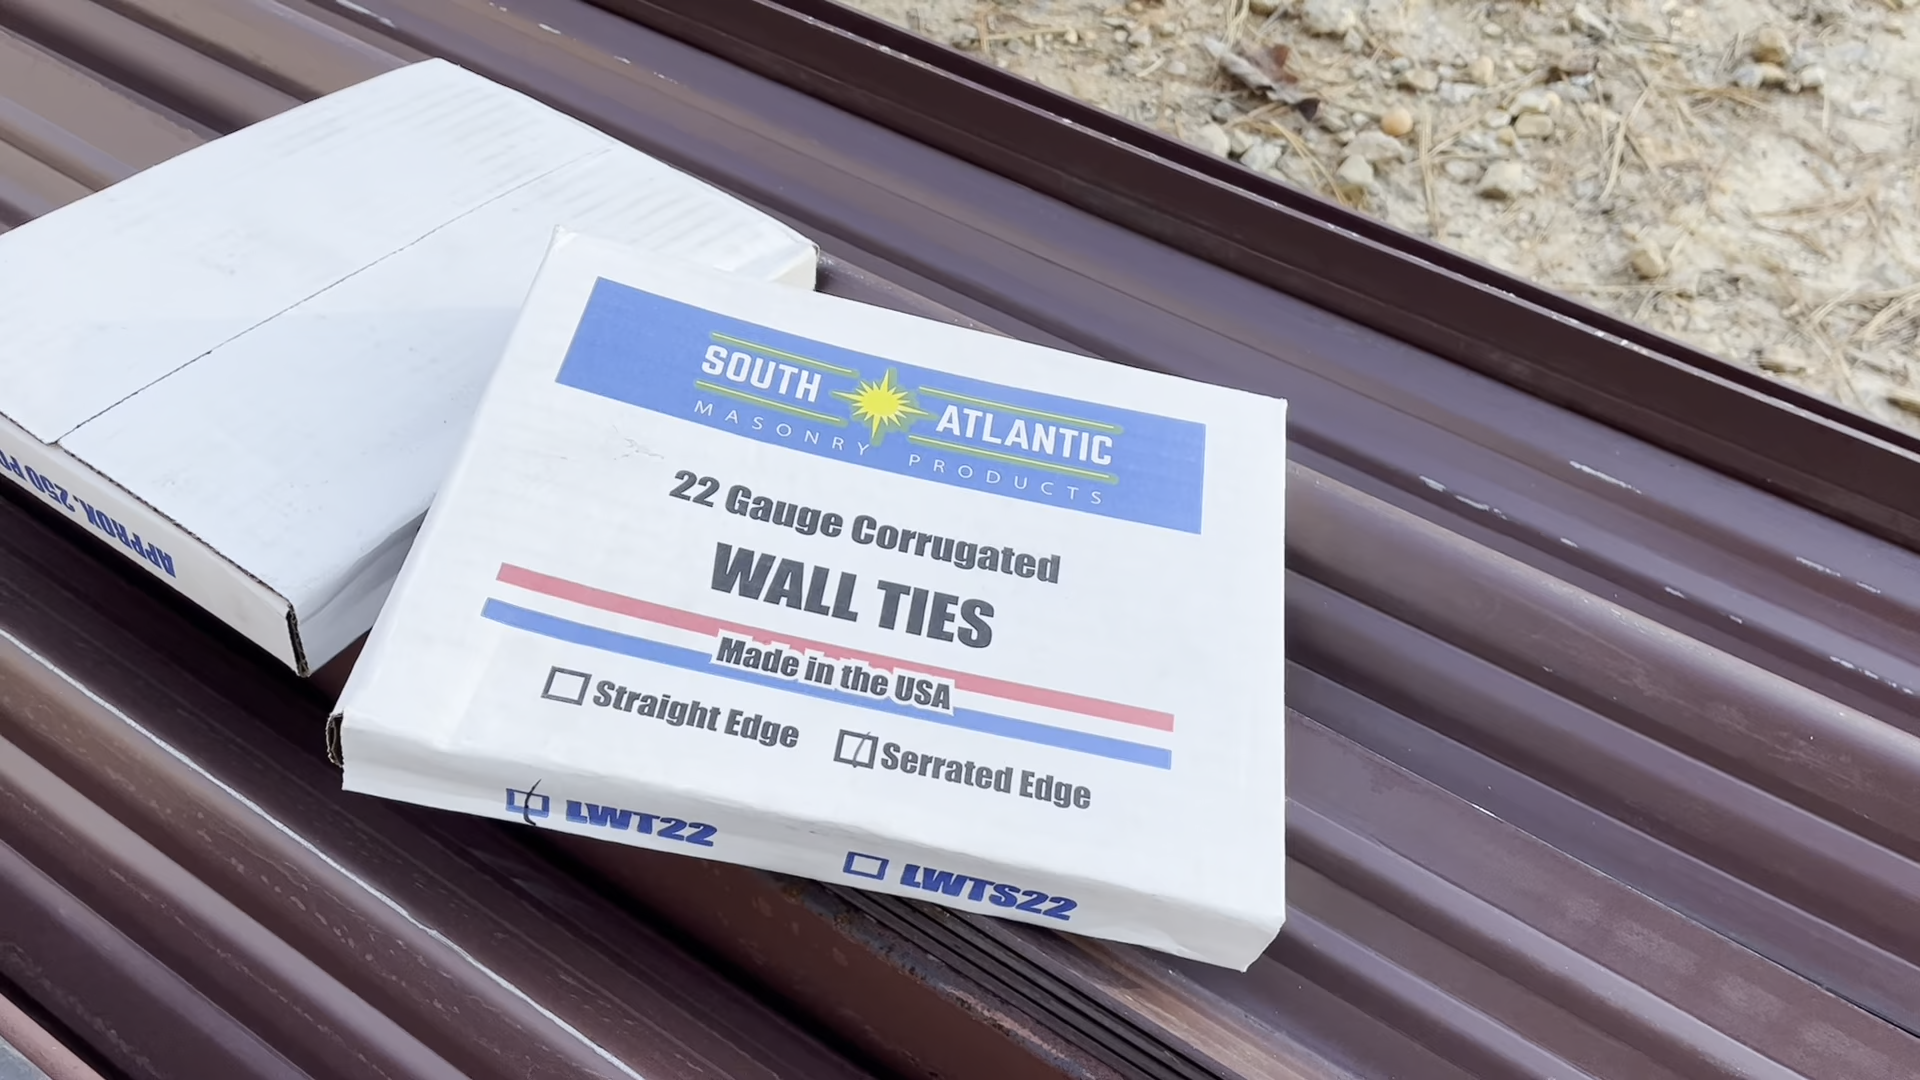 SOUTH ATLANTIC
MASONRY PRODUCTS
22 Gauge Corrugated
WALL TIES
Made in the USA
Straight Edge
Serrated Edge
LWT22
LWTS22
APPROX. 250